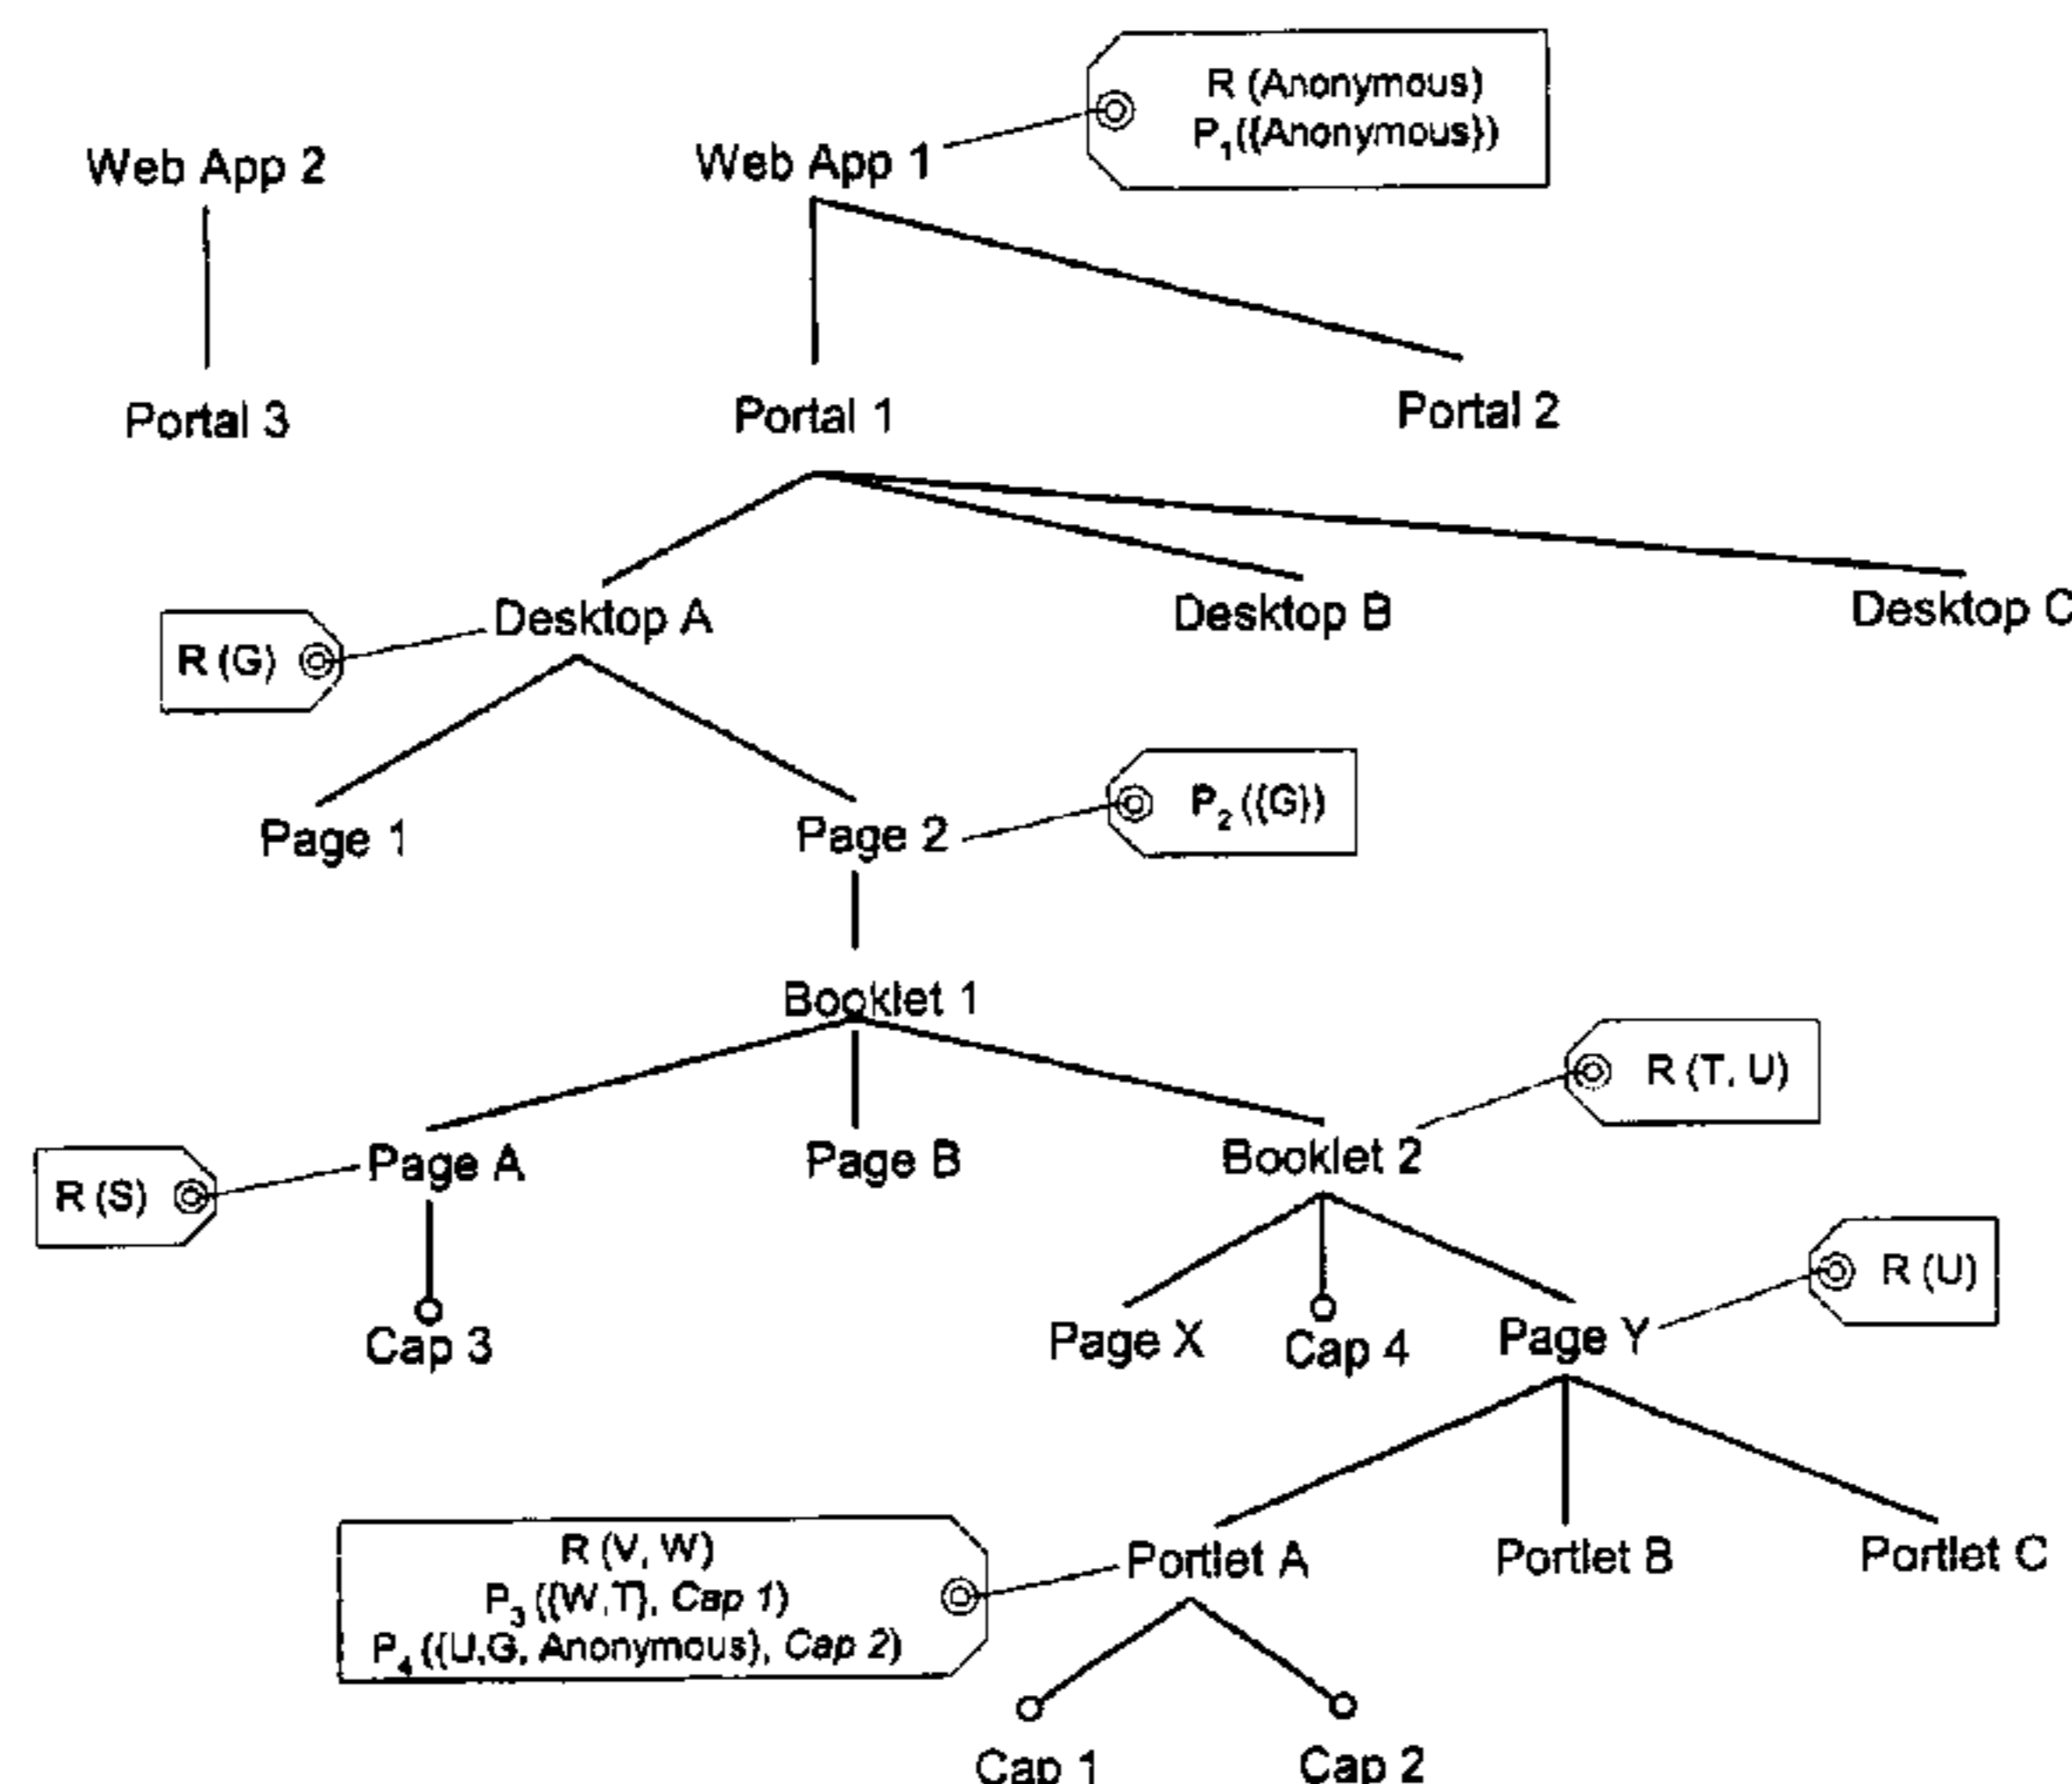 R (Anonymous)
P1({Anonymous})
Web App 2
Web App 1
Portal 3
Portal 1
Portal 2
Desktop A
Desktop B
Desktop C
R (G)
Page 1
Page 2
P2 ({G})
Booklet 1
R (T, U)
Page A
Page B
Booklet 2
R (S)
R (U)
Cap 3
Page X
Cap 4
Page Y
R (V, W)
P3 ({W,T}, Cap 1)
P4 ({U,G, Anonymous}, Cap 2)
Portlet A
Portlet B
Portlet C
Cap 1
Cap 2